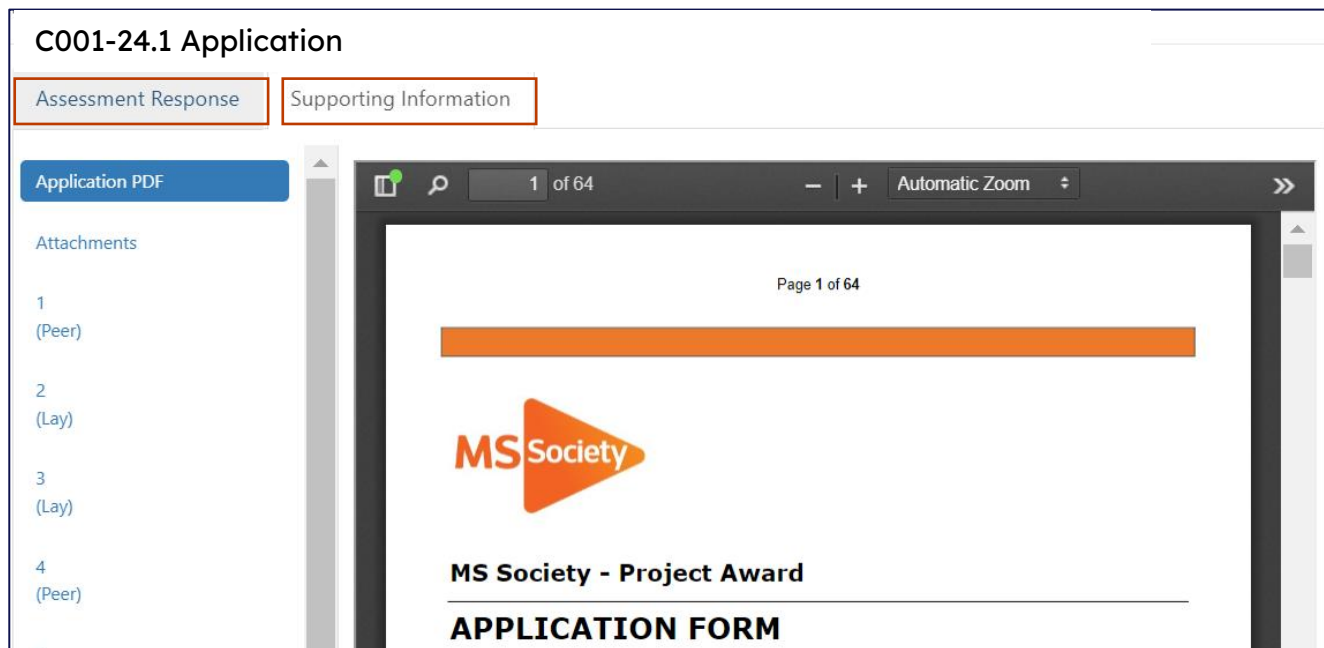 C001-24.1 Application
Assessment Response
Supporting Information
Application PDF
Attachments
1
(Peer)
2
(Lay)
3
(Lay)
4
(Peer)
1 of 64
Automatic Zoom
Page 1 of 64
MS Society
MS Society - Project Award
APPLICATION FORM